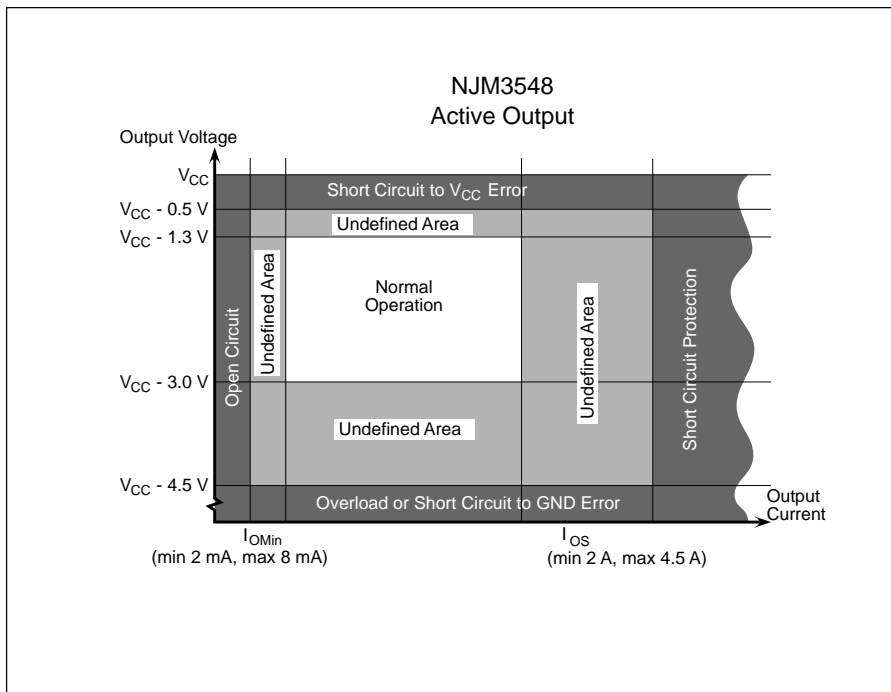 NJM3548
Active Output
Output Voltage
VCC
Short Circuit to VCC Error
VCC - 0.5 V
Undefined Area
VCC - 1.3 V
Normal
Operation
Open Circuit
Undefined Area
Undefined Area
Short Circuit Protection
VCC - 3.0 V
Undefined Area
VCC - 4.5 V
Overload or Short Circuit to GND Error
Output
Current
IOMin
(min 2 mA, max 8 mA)
IOS
(min 2 A, max 4.5 A)